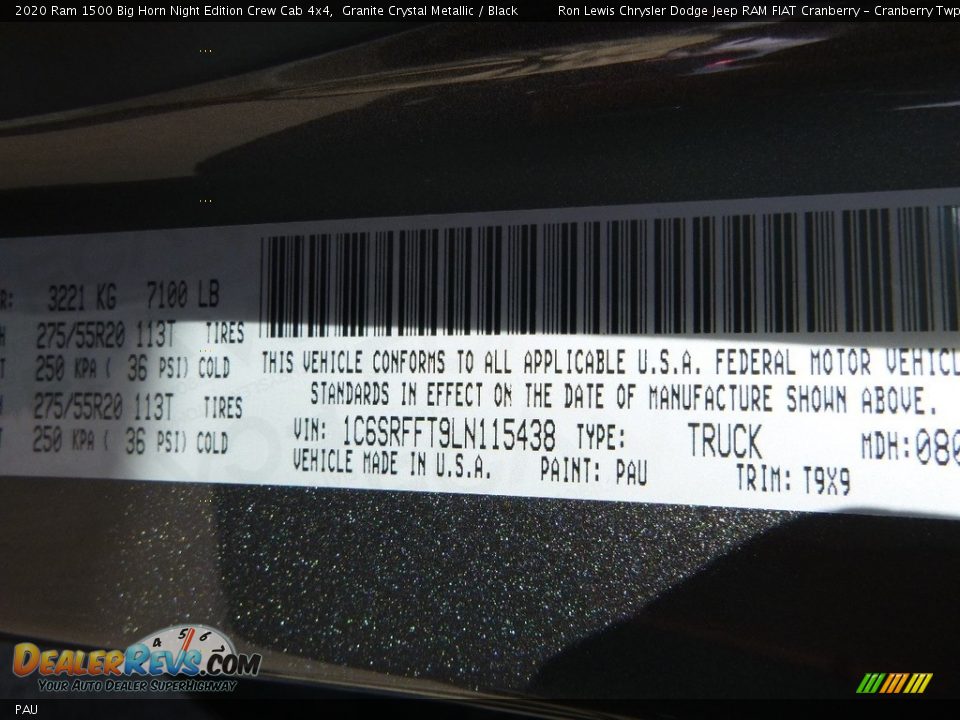 2020 Ram 1500 Big Horn Night Edition Crew Cab 4x4, Granite Crystal Metallic / Black Ron Lewis Chrysler Dodge Jeep RAM FIAT Cranberry - Cranberry Twp
R: 3221 KG 7100 LB
275/55R20 113T TIRES
250 KPA ( 36 PSI) COLD
275/55R20 113T TIRES
250 KPA ( 36 PSI) COLD
THIS VEHICLE CONFORMS TO ALL APPLICABLE U.S.A. FEDERAL MOTOR VEHICL
STANDARDS IN EFFECT ON THE DATE OF MANUFACTURE SHOWN ABOVE.
VIN: 1C6SRFFT9LN115438 TYPE: TRUCK MDH: 080
VEHICLE MADE IN U.S.A. PAINT: PAU TRIM: T9X9
4 5 6
DEALERREVS.COM
YOUR AUTO DEALER SUPERHIGHWAY
PAU